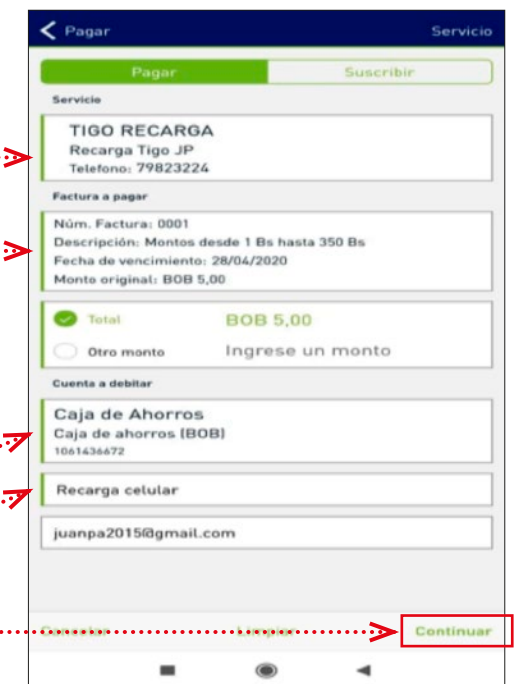 Pagar Servicio
Pagar Suscribir
Servicio
TIGO RECARGA
Recarga Tigo JP
Telefono: 79823224
Factura a pagar
Núm. Factura: 0001
Descripción: Montos desde 1 Bs hasta 350 Bs
Fecha de vencimiento: 28/04/2020
Monto original: BOB 5,00
Total BOB 5,00
Otro monto Ingrese un monto
Cuenta a debitar
Caja de Ahorros
Caja de ahorros (BOB)
1061436672
Recarga celular
juanpa2015@gmail.com
Cancelar Limpiar Continuar